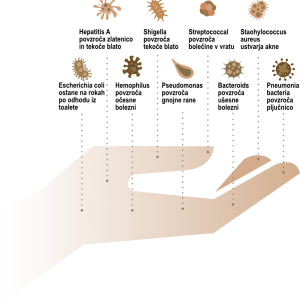 Hepatitis A
povzroča zlatenico
in tekoče blato
Shigella
povzroča
tekoče blato
Streptococcal
povzroča
bolečine v vratu
Staohylococcus
aureus
ustvarja akne
Escherichia coli
ostane na rokah
po odhodu iz
toalete
Hemophilus
povzroča
očesne
bolezni
Pseudomonas
povzroča
gnojne rane
Bacteroids
povzroča
ušesne
bolezni
Pneumonia
bacteria
povzroča
pljučnico